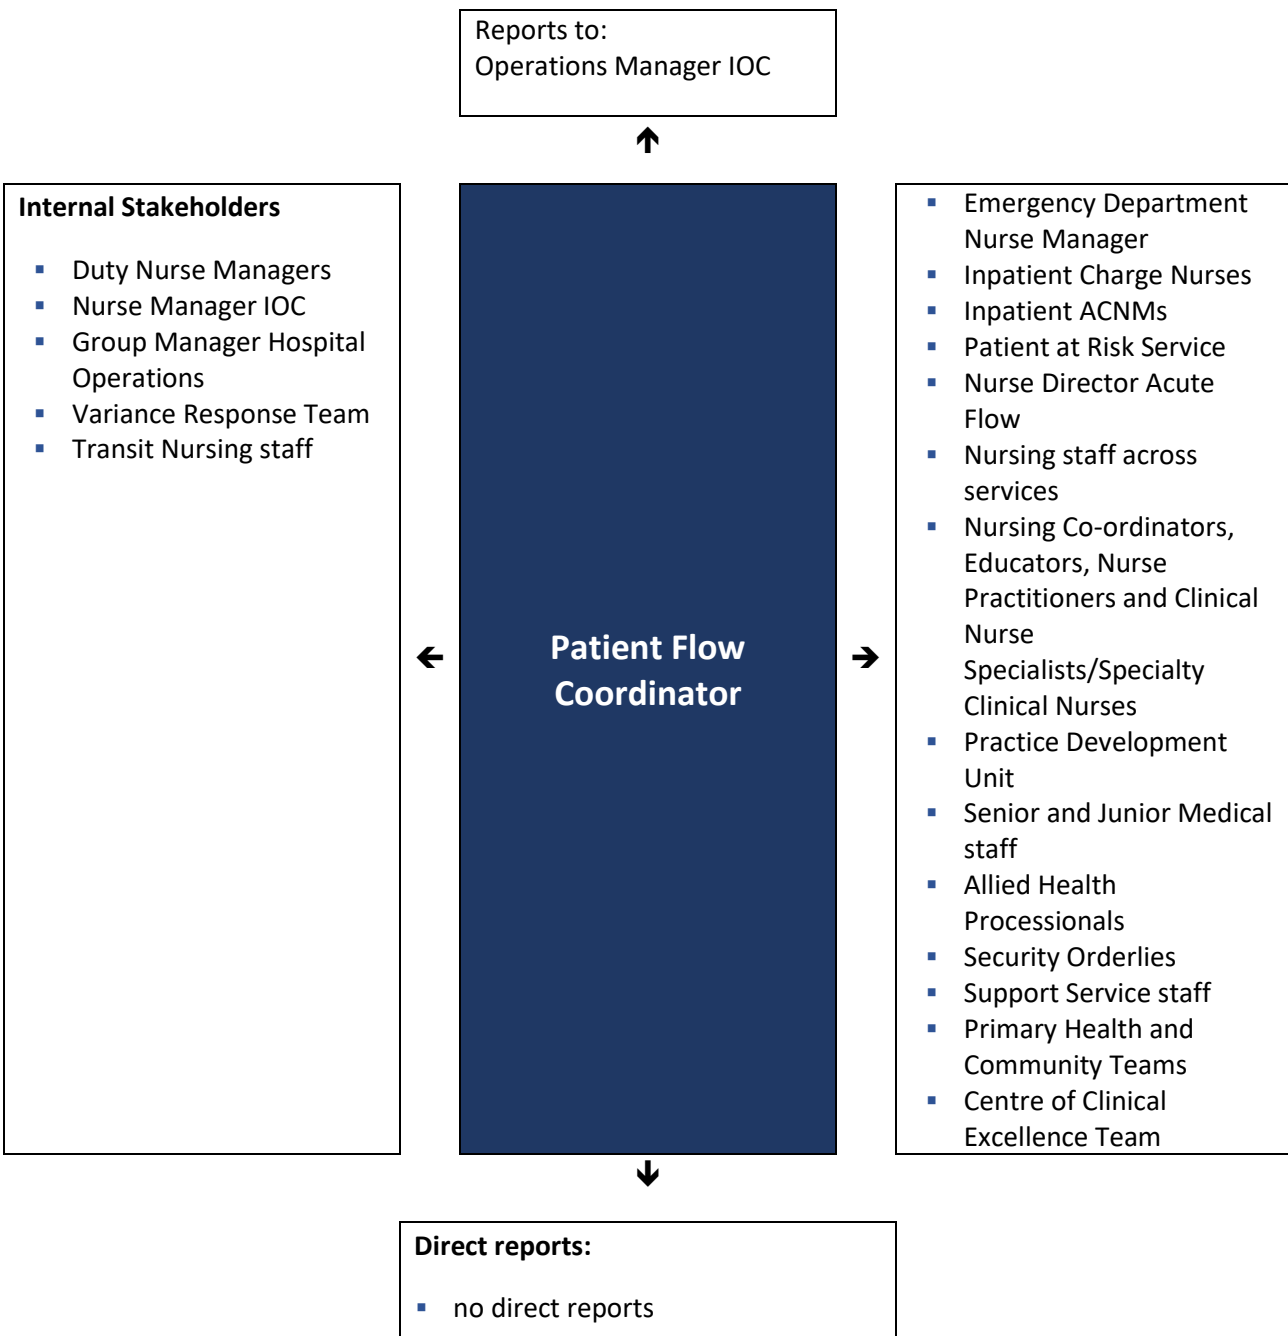 Reports to:
Operations Manager IOC
Internal Stakeholders
▪ Duty Nurse Managers
▪ Nurse Manager IOC
▪ Group Manager Hospital
Operations
▪ Variance Response Team
▪ Transit Nursing staff
Patient Flow
Coordinator
▪ Emergency Department
Nurse Manager
▪ Inpatient Charge Nurses
▪ Inpatient ACNMs
▪ Patient at Risk Service
▪ Nurse Director Acute
Flow
▪ Nursing staff across
services
▪ Nursing Co-ordinators,
Educators, Nurse
Practitioners and Clinical
Nurse
Specialists/Specialty
Clinical Nurses
▪ Practice Development
Unit
▪ Senior and Junior Medical
staff
▪ Allied Health
Processionals
▪ Security Orderlies
▪ Support Service staff
▪ Primary Health and
Community Teams
▪ Centre of Clinical
Excellence Team
Direct reports:
▪ no direct reports